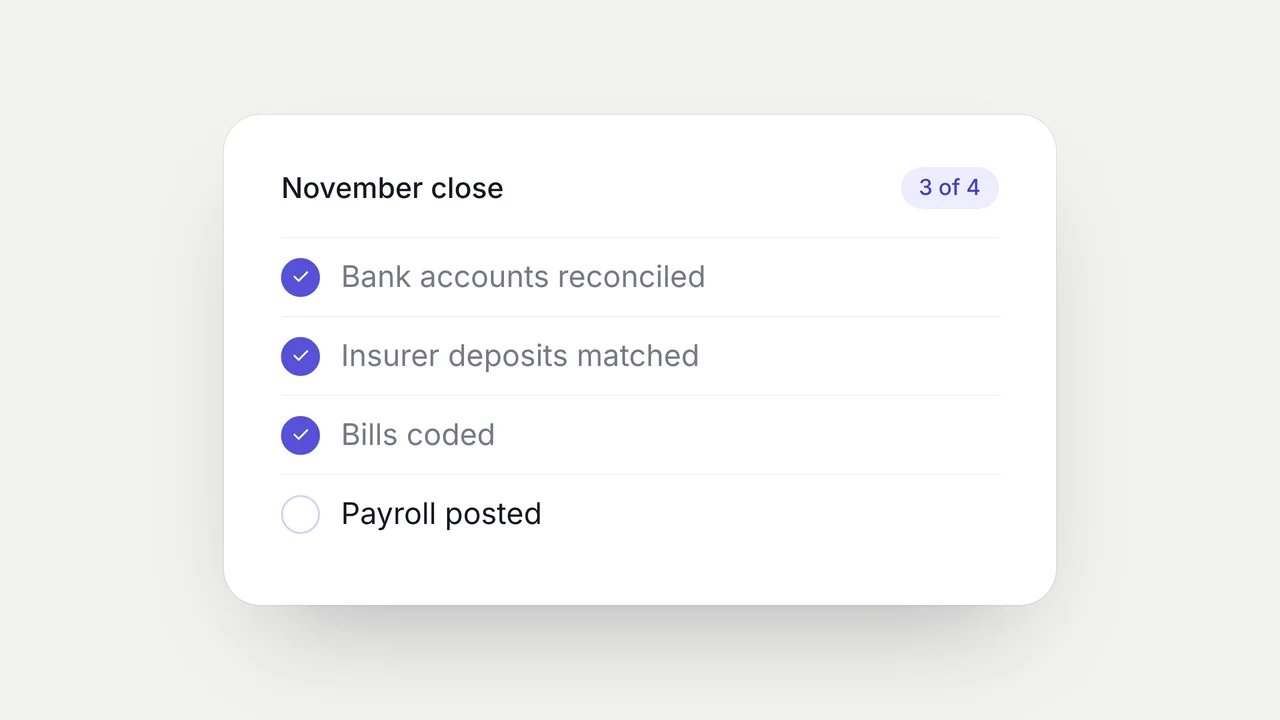 November close
3 of 4
Bank accounts reconciled
Insurer deposits matched
Bills coded
Payroll posted